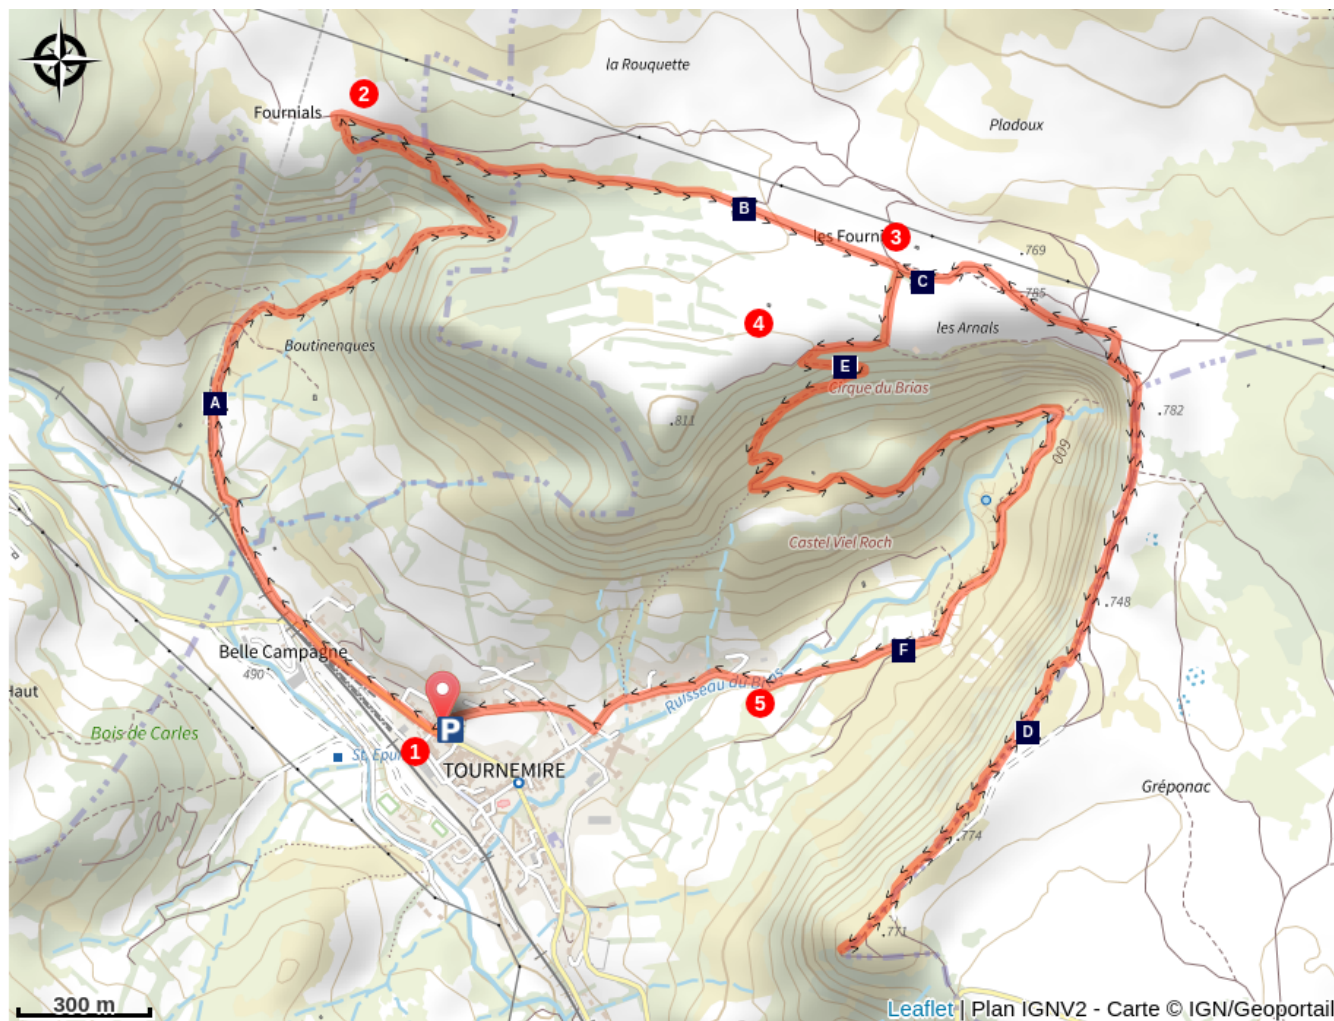 la Rouquette
2
Fournials
Pladoux
B
les Fourni
3
769
C
785
4
les Arnals
Boutinenques
E
Cirque du Brias
A
782
811
600
Castel Viel Roch
748
Belle Campagne
F
490
Haut
Ruisseau du Brias
5
Bois de Carles
P
D
1
St. Epur
TOURNEMIRE
Gréponac
774
771
300 m
Leaflet | Plan IGNV2 - Carte © IGN/Geoportail